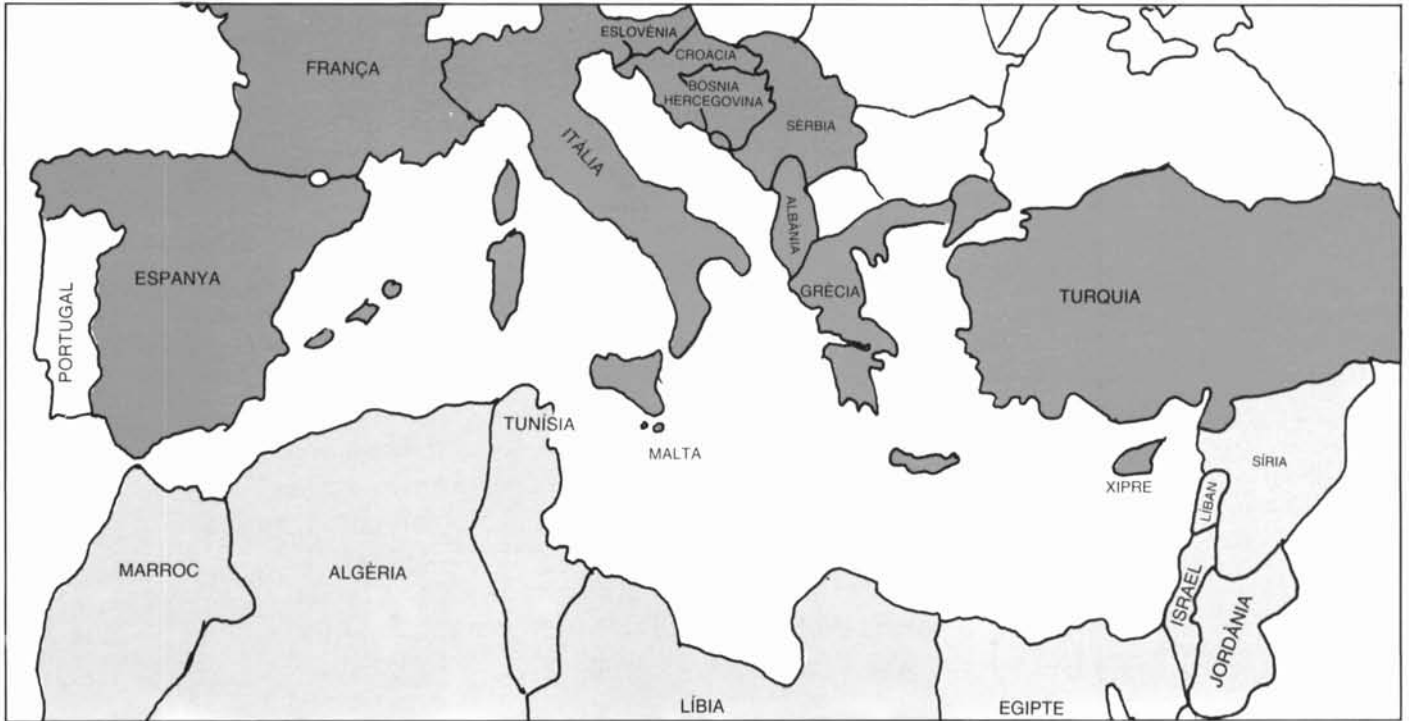 ESLOVÈNIA
CROÀCIA
FRANÇA
BÒSNIA
HERCEGOVINA
SÈRBIA
ITÀLIA
ALBÀNIA
ESPANYA
GRÈCIA
TURQUIA
PORTUGAL
TUNÍSIA
MALTA
SÍRIA
XIPRE
LÍBAN
MARROC
ALGÈRIA
ISRAEL
JORDÀNIA
LÍBIA
EGIPTE